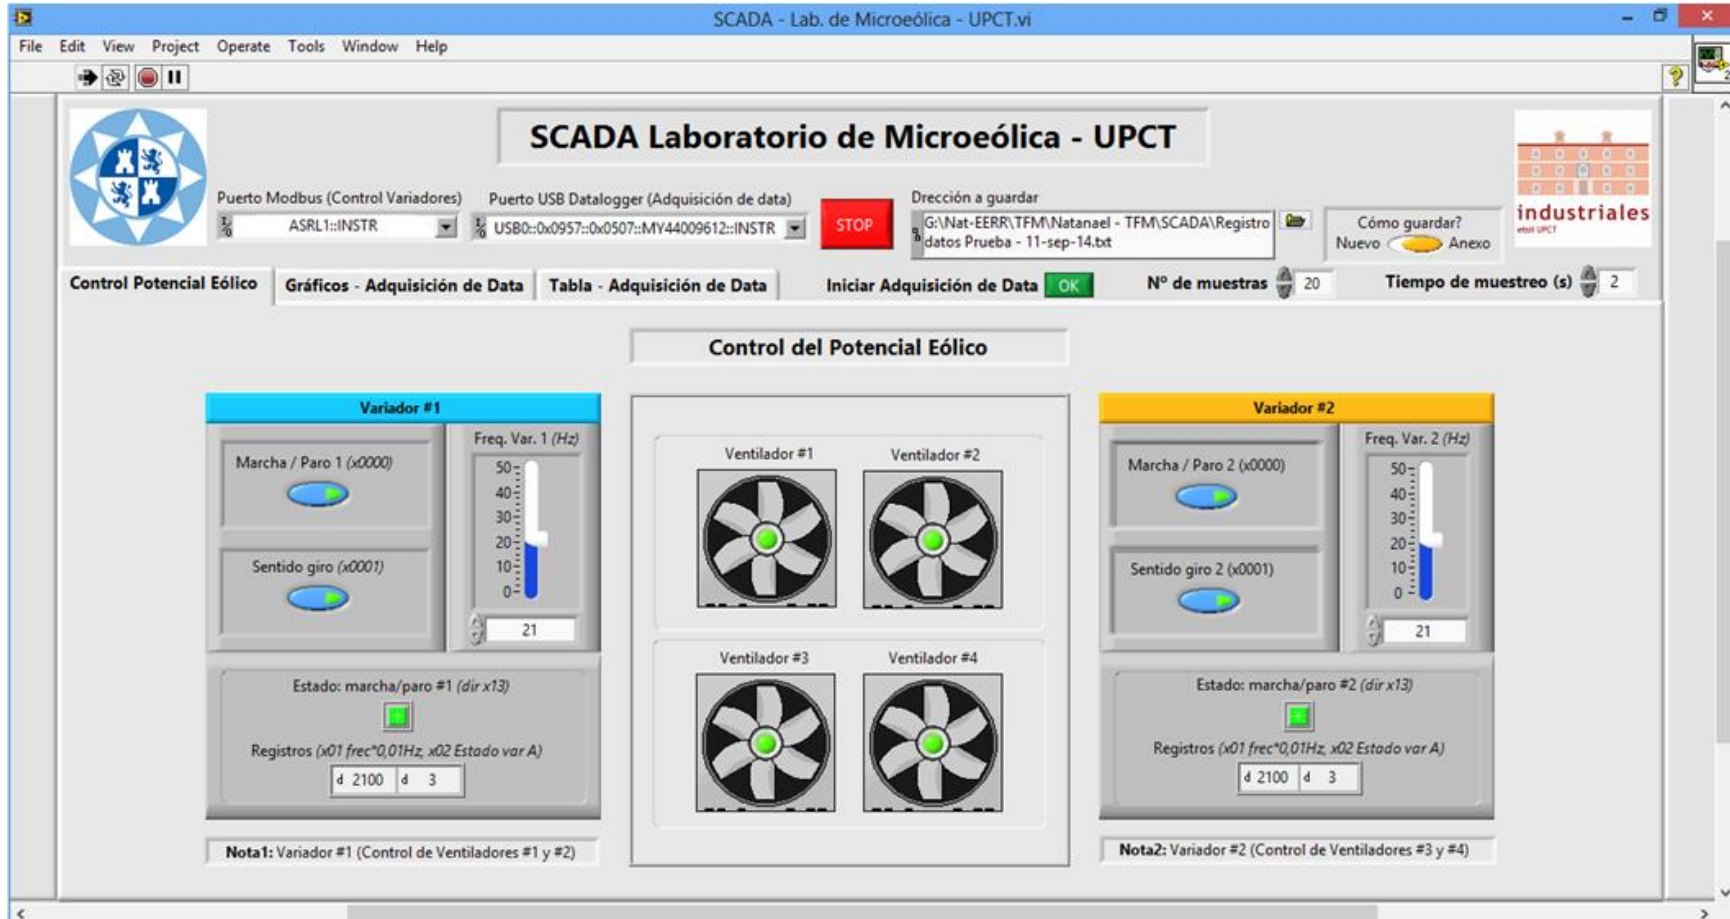 SCADA - Lab. de Microeólica - UPCT.vi
File Edit View Project Operate Tools Window Help
SCADA Laboratorio de Microeólica - UPCT
Puerto Modbus (Control Variadores)
ASRL1::INSTR
Puerto USB Datalogger (Adquisición de data)
USB0::0x0957::0x0507::MY44009612::INSTR
STOP
Drección a guardar
G:\Nat-EERR\TFM\Natanael - TFM\SCADA\Registro
datos Prueba - 11-sep-14.txt
Cómo guardar?
Nuevo Anexo
industriales
etsii UPCT
Control Potencial Eólico
Gráficos - Adquisición de Data
Tabla - Adquisición de Data
Iniciar Adquisición de Data OK
Nº de muestras 20
Tiempo de muestreo (s) 2
Control del Potencial Eólico
Variador #1
Marcha / Paro 1 (x0000)
Sentido giro (x0001)
Freq. Var. 1 (Hz)
50
40
30
20
10
0
21
Estado: marcha/paro #1 (dir x13)
Registros (x01 frec*0,01Hz, x02 Estado var A)
d 2100 d 3
Nota1: Variador #1 (Control de Ventiladores #1 y #2)
Ventilador #1 Ventilador #2
Ventilador #3 Ventilador #4
Variador #2
Marcha / Paro 2 (x0000)
Sentido giro 2 (x0001)
Freq. Var. 2 (Hz)
50
40
30
20
10
0
21
Estado: marcha/paro #2 (dir x13)
Registros (x01 frec*0,01Hz, x02 Estado var A)
d 2100 d 3
Nota2: Variador #2 (Control de Ventiladores #3 y #4)